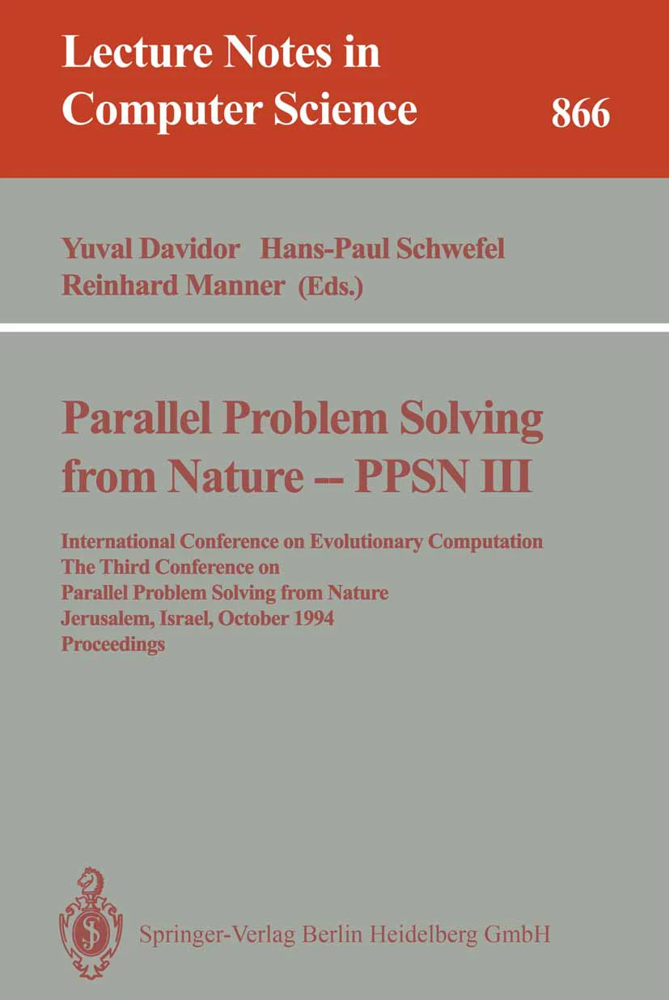 Lecture Notes in
Computer Science 866
Yuval Davidor Hans-Paul Schwefel
Reinhard Manner (Eds.)
Parallel Problem Solving
from Nature -- PPSN III
International Conference on Evolutionary Computation
The Third Conference on
Parallel Problem Solving from Nature
Jerusalem, Israel, October 1994
Proceedings
Springer-Verlag Berlin Heidelberg GmbH